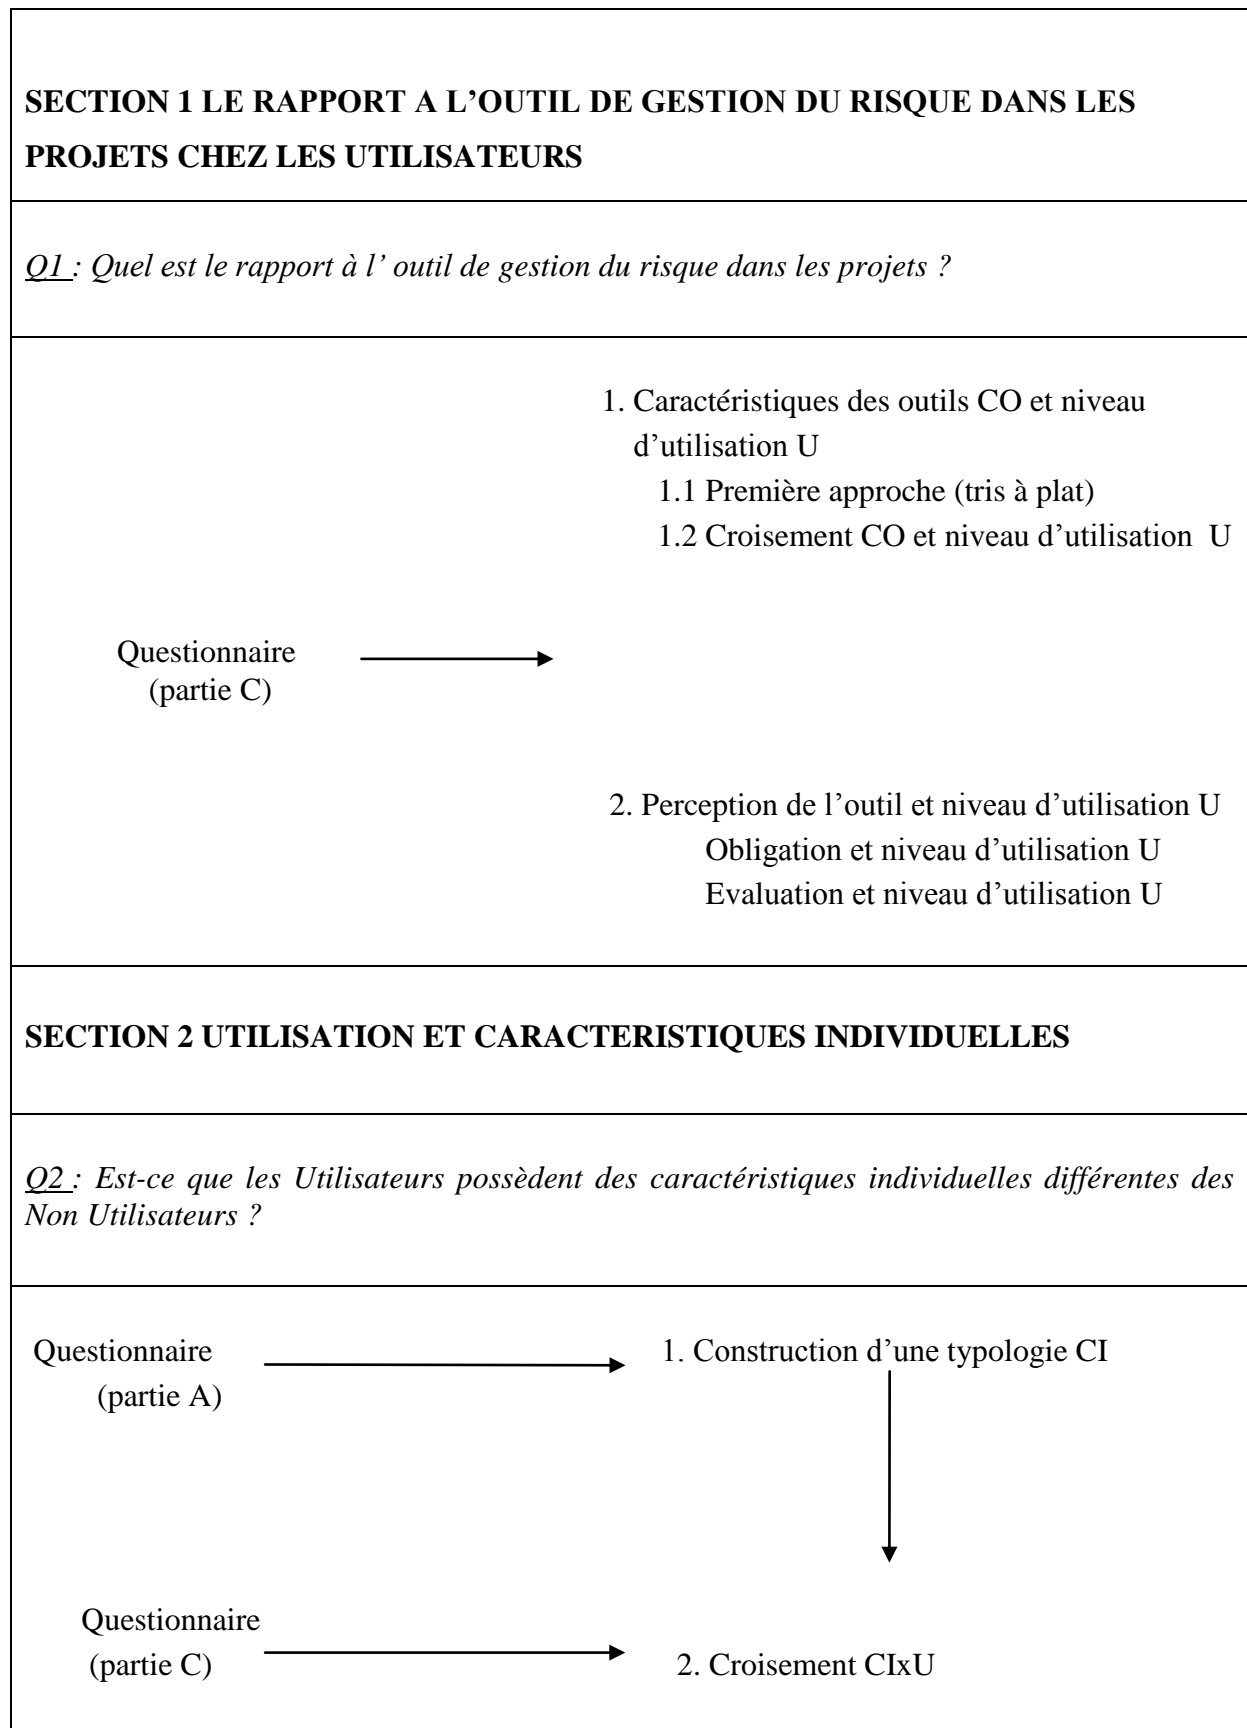 SECTION 1 LE RAPPORT A L’OUTIL DE GESTION DU RISQUE DANS LES
PROJETS CHEZ LES UTILISATEURS
Q1 : Quel est le rapport à l’ outil de gestion du risque dans les projets ?
1. Caractéristiques des outils CO et niveau
d’utilisation U
1.1 Première approche (tris à plat)
1.2 Croisement CO et niveau d’utilisation U
Questionnaire
(partie C)
2. Perception de l’outil et niveau d’utilisation U
Obligation et niveau d’utilisation U
Evaluation et niveau d’utilisation U
SECTION 2 UTILISATION ET CARACTERISTIQUES INDIVIDUELLES
Q2 : Est-ce que les Utilisateurs possèdent des caractéristiques individuelles différentes des
Non Utilisateurs ?
Questionnaire
(partie A)
1. Construction d’une typologie CI
Questionnaire
(partie C)
2. Croisement CIxU